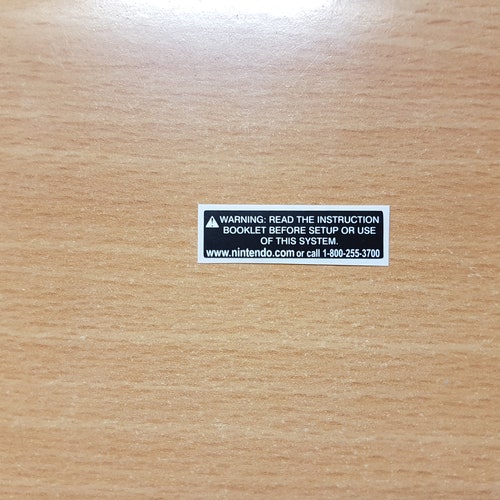 WARNING: READ THE INSTRUCTION
BOOKLET BEFORE SETUP OR USE
OF THIS SYSTEM.
www.nintendo.com or call 1-800-255-3700